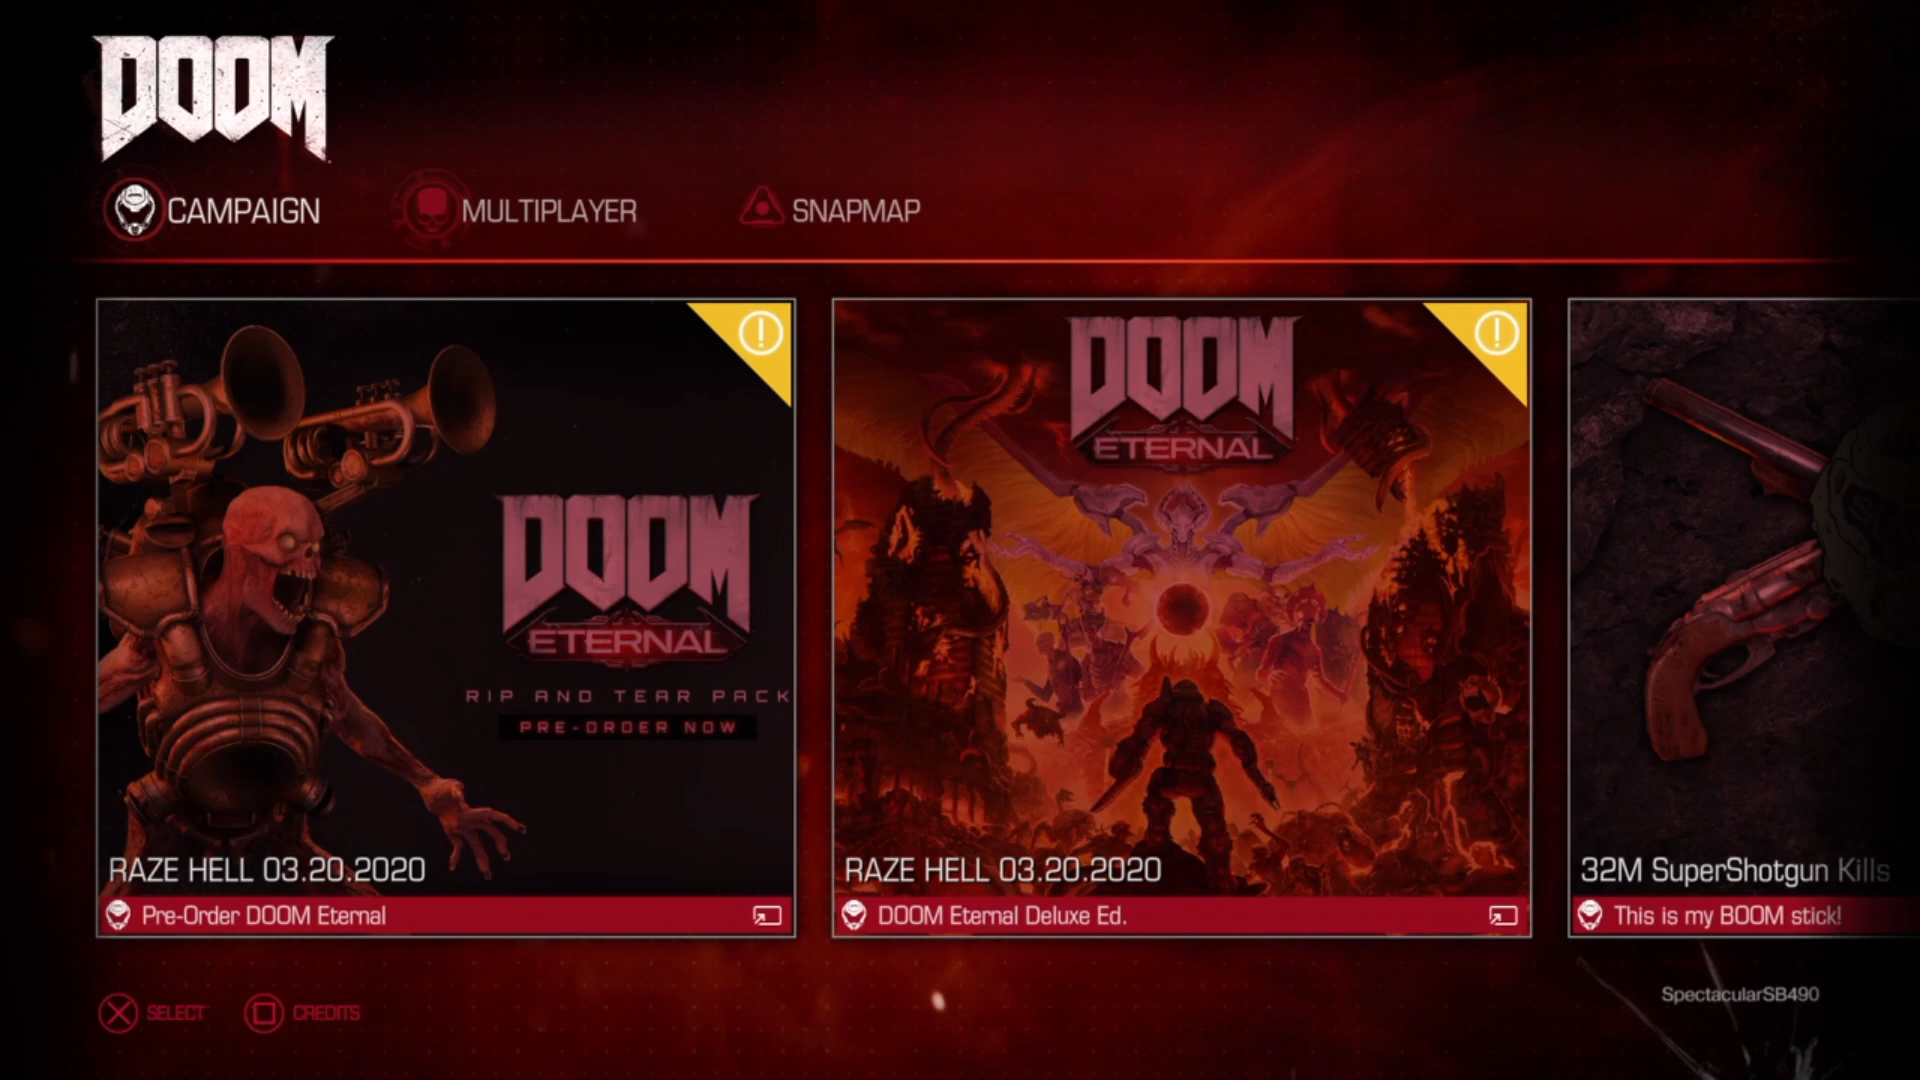 DOOM
CAMPAIGN
MULTIPLAYER
SNAPMAP
DOOM
ETERNAL
RIP AND TEAR PACK
PRE-ORDER NOW
RAZE HELL 03.20.2020
Pre-Order DOOM Eternal
DOOM
ETERNAL
RAZE HELL 03.20.2020
DOOM Eternal Deluxe Ed.
32M SuperShotgun Kills
This is my BOOM stick!
SELECT
CREDITS
SpectacularSB490